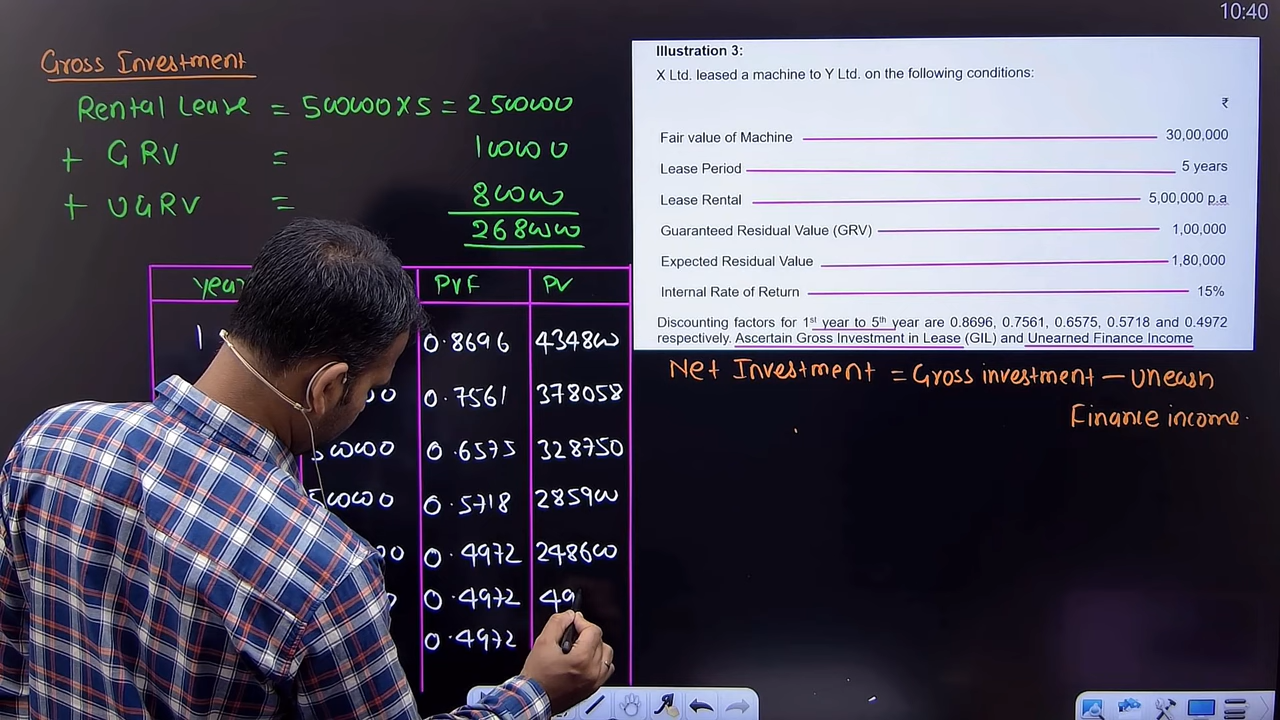 10:40
Gross Investment
Rental Lease = 500000 x 5 = 2500000
+ GRV = 100000
+ UGRV = 80000
2680000
year PVF PV
1 0.8696 434800
00 0.7561 378058
500000 0.6575 328750
500000 0.5718 285900
00 0.4972 248600
0 0.4972 49
0.4972
Illustration 3:
X Ltd. leased a machine to Y Ltd. on the following conditions:
₹
Fair value of Machine 30,00,000
Lease Period 5 years
Lease Rental 5,00,000 p.a
Guaranteed Residual Value (GRV) 1,00,000
Expected Residual Value 1,80,000
Internal Rate of Return 15%
Discounting factors for 1st year to 5th year are 0.8696, 0.7561, 0.6575, 0.5718 and 0.4972
respectively. Ascertain Gross Investment in Lease (GIL) and Unearned Finance Income
Net Investment = Gross investment – Unearn
Finance income.